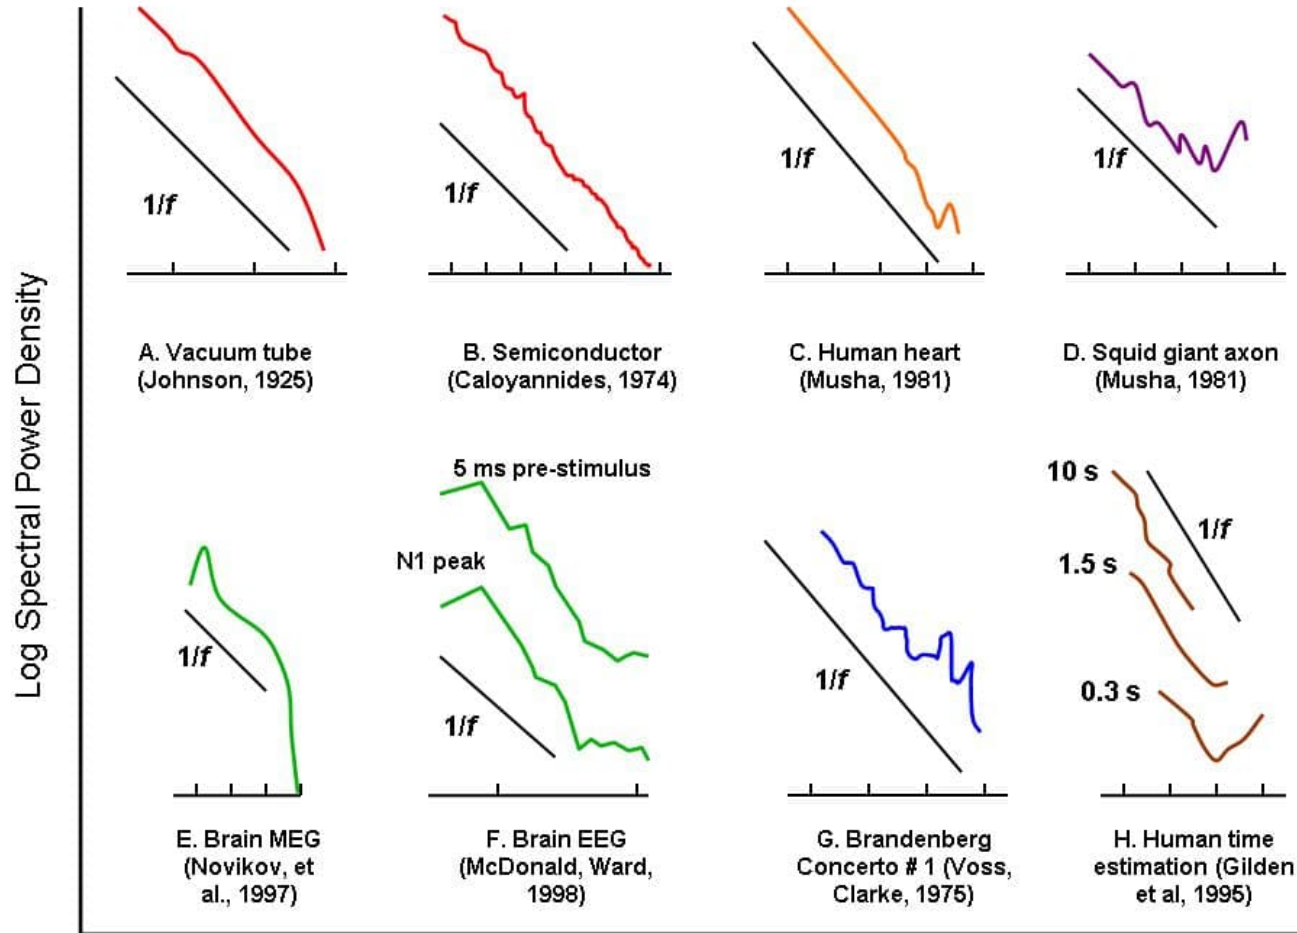 Log Spectral Power Density
1/f
1/f
1/f
1/f
A. Vacuum tube
(Johnson, 1925)
B. Semiconductor
(Caloyannides, 1974)
C. Human heart
(Musha, 1981)
D. Squid giant axon
(Musha, 1981)
5 ms pre-stimulus
N1 peak
10 s
1.5 s
0.3 s
1/f
1/f
1/f
1/f
E. Brain MEG
(Novikov, et
al., 1997)
F. Brain EEG
(McDonald, Ward,
1998)
G. Brandenberg
Concerto # 1 (Voss,
Clarke, 1975)
H. Human time
estimation (Gilden
et al, 1995)